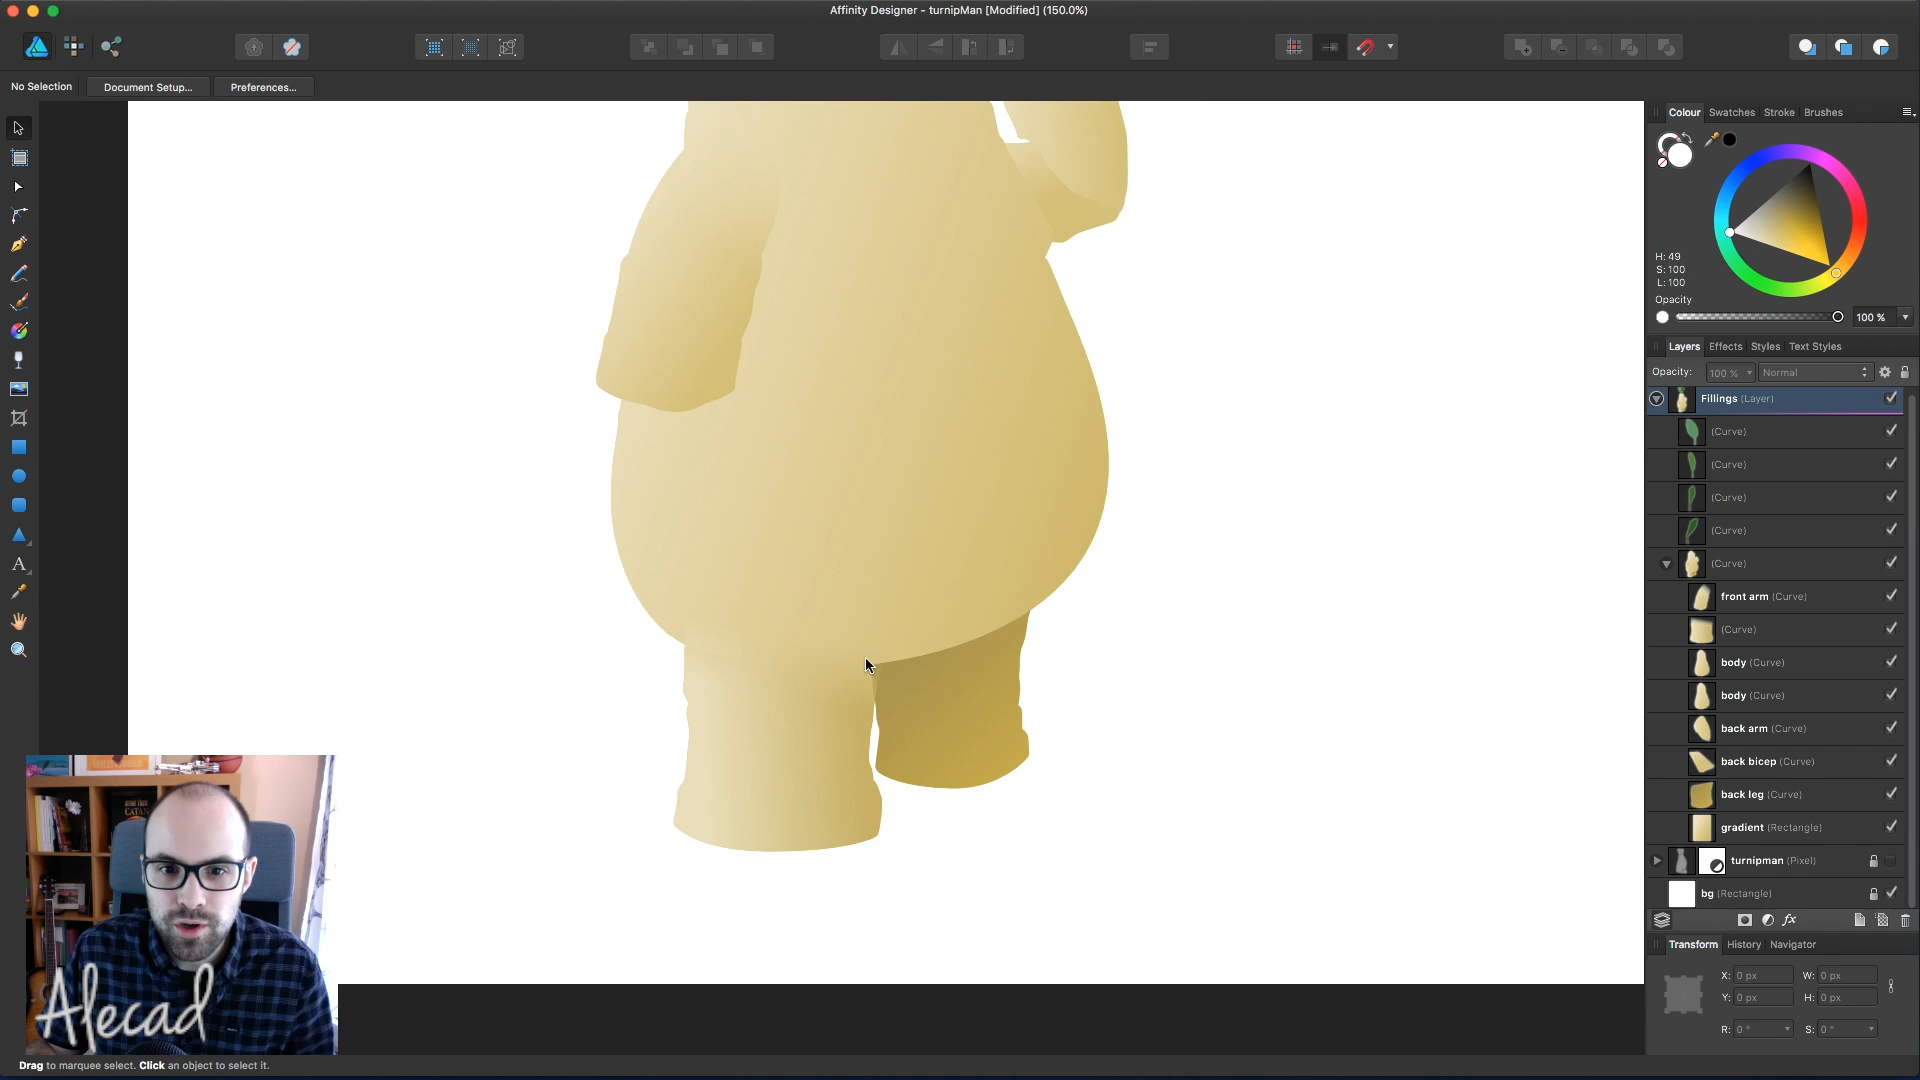 Affinity Designer - turnipMan [Modified] (150.0%)
No Selection
Document Setup...
Preferences...
Colour Swatches Stroke Brushes
H: 49
S: 100
L: 100
Opacity
100 %
Layers Effects Styles Text Styles
Opacity: 100 % Normal
Fillings (Layer)
(Curve)
(Curve)
(Curve)
(Curve)
(Curve)
front arm (Curve)
(Curve)
body (Curve)
body (Curve)
back arm (Curve)
back bicep (Curve)
back leg (Curve)
gradient (Rectangle)
turnipman (Pixel)
bg (Rectangle)
fx
Transform History Navigator
X: 0 px W: 0 px
Y: 0 px H: 0 px
R: 0 ° S: 0 °
A
CATAN
Alecad
Drag to marquee select. Click an object to select it.